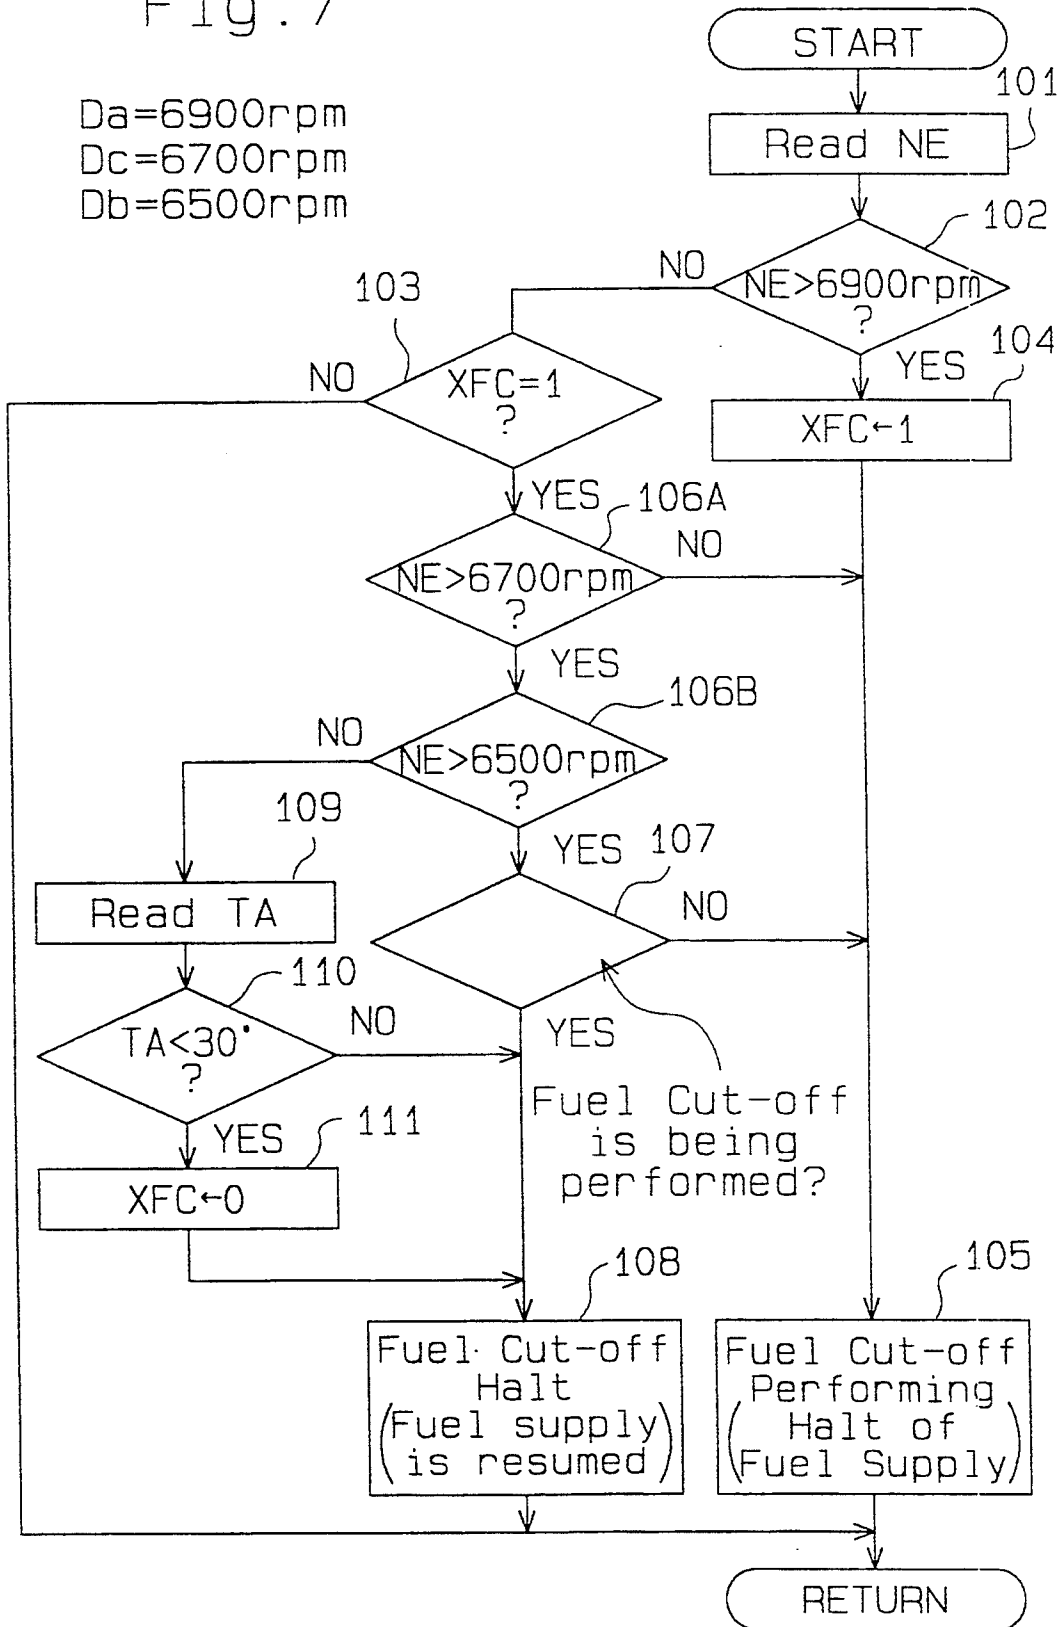 Fig.7
START
Da=6900rpm
Dc=6700rpm
Db=6500rpm
101
Read NE
102
NE>6900rpm
?
NO
YES
103
XFC=1
?
NO
YES
104
XFC←1
106A
NE>6700rpm
?
NO
YES
106B
NE>6500rpm
?
NO
YES
107
NO
YES
Fuel Cut-off
is being
performed?
109
Read TA
110
TA<30°
?
NO
YES
111
XFC←0
108
Fuel Cut-off
Halt
(Fuel supply
is resumed)
105
Fuel Cut-off
Performing
(Halt of
Fuel Supply)
RETURN